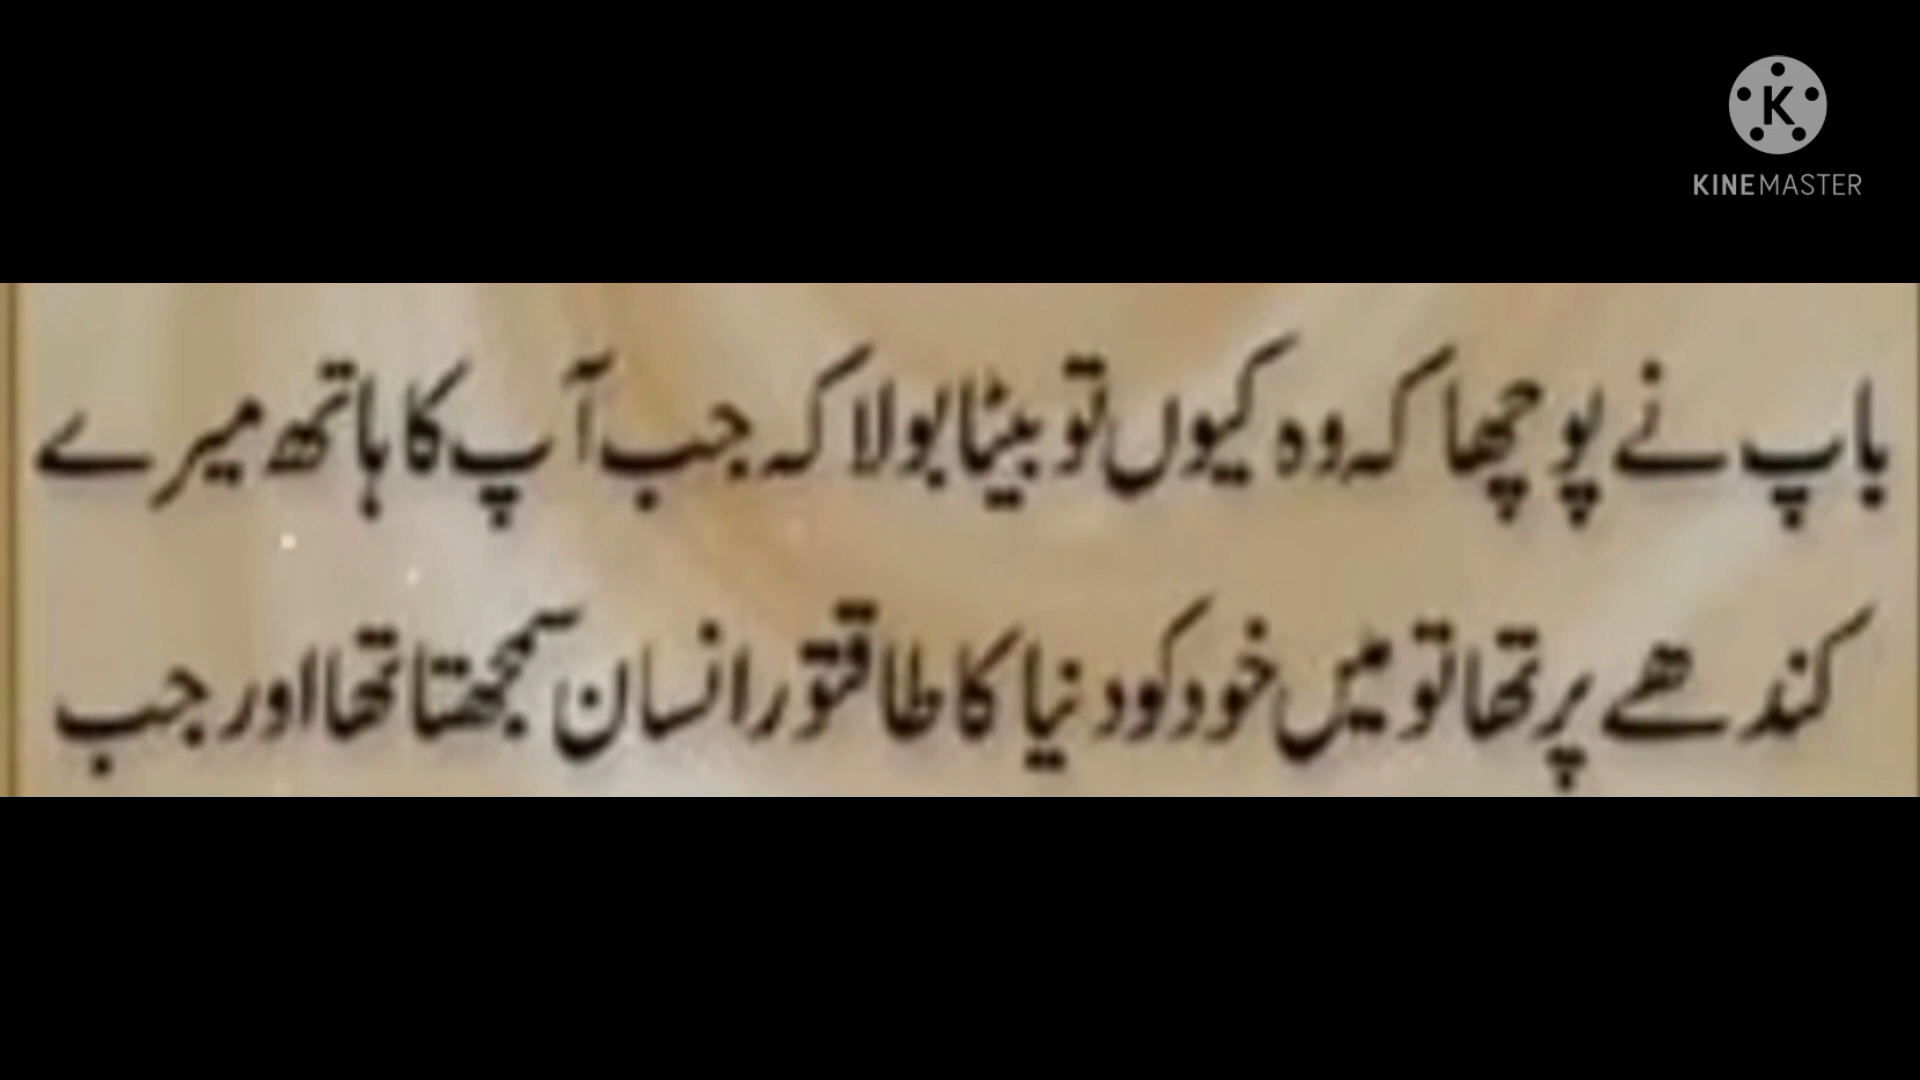 KINEMASTER
باپ نے پوچھا کہ وہ کیوں تو بیٹا بولا کہ جب آپ کا ہاتھ میرے
کندھے پر تھا تو میں خود کو دنیا کا طاقتور انسان سمجھتا تھا اور جب